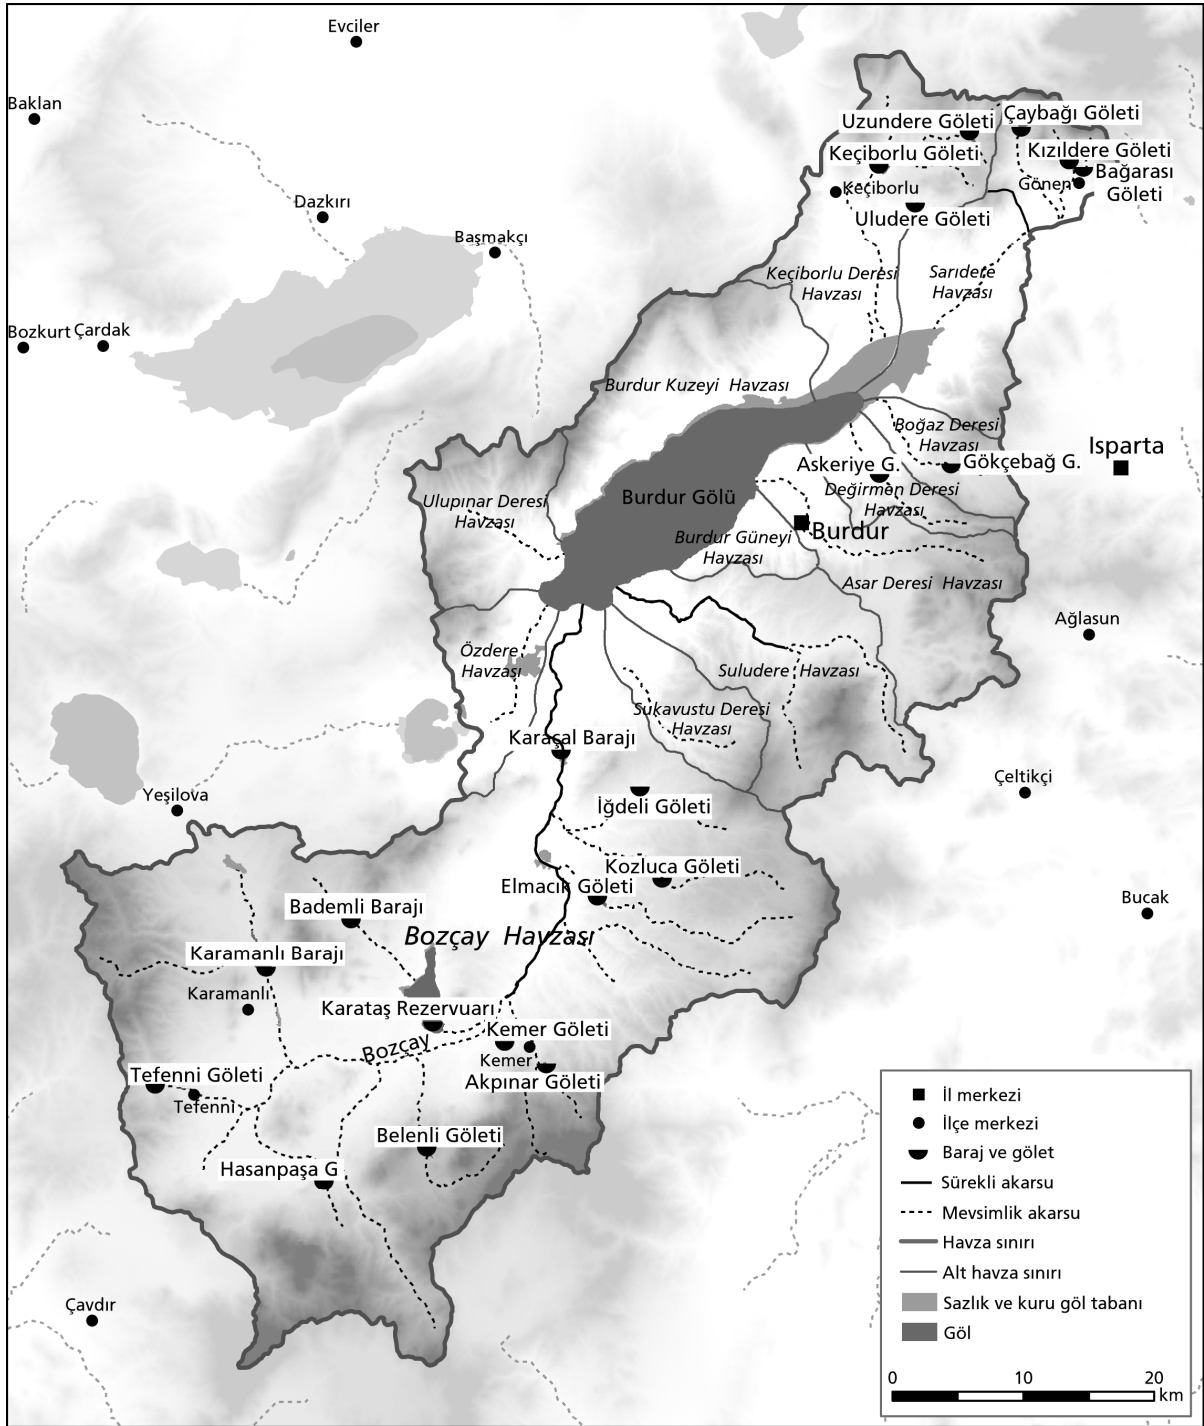 Evciler
Baklan
Uzundere Göleti
Çaybağı Göleti
Keçiborlu Göleti
Kızıldere Göleti
Bağarası
Göleti
Keçiborlu
Gönen
Uludere Göleti
Dazkırı
Başmakçı
Keçiborlu Deresi
Havzası
Sarıdere
Havzası
Bozkurt
Çardak
Burdur Kuzeyi Havzası
Boğaz Deresi
Havzası
Isparta
Askeriye G.
Gökçebağ G.
Değirmen Deresi
Havzası
Ulupınar Deresi
Havzası
Burdur Gölü
Burdur
Burdur Güneyi
Havzası
Asar Deresi Havzası
Ağlasun
Özdere
Havzası
Suludere Havzası
Sukavustu Deresi
Havzası
Karaçal Barajı
Çeltikçi
Yeşilova
İğdeli Göleti
Kozluca Göleti
Elmacık Göleti
Bucak
Bademli Barajı
Bozçay Havzası
Karamanlı Barajı
Karamanlı
Karataş Rezervuarı
Kemer Göleti
Bozçay
Kemer
Akpınar Göleti
Tefenni Göleti
Tefenni
Belenli Göleti
Hasanpaşa G
Çavdır
İl merkezi
İlçe merkezi
Baraj ve gölet
Sürekli akarsu
Mevsimlik akarsu
Havza sınırı
Alt havza sınırı
Sazlık ve kuru göl tabanı
Göl
0 10 20
km